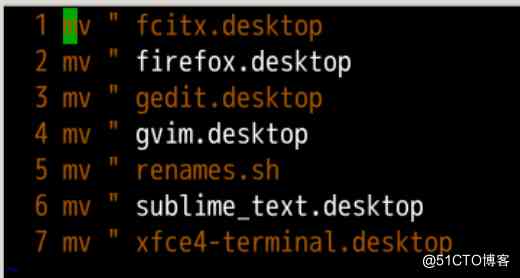 1 mv " fcitx.desktop
2 mv " firefox.desktop
3 mv " gedit.desktop
4 mv " gvim.desktop
5 mv " renames.sh
6 mv " sublime_text.desktop
7 mv " xfce4-terminal.desktop
~
@51CTO博客